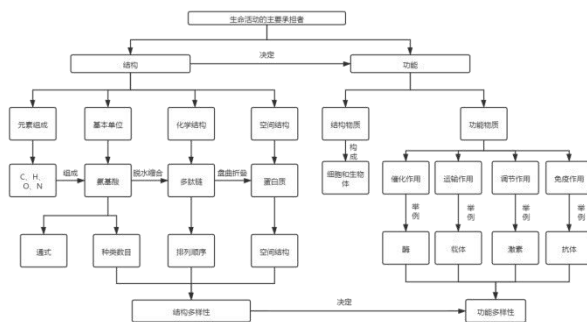 生命活动的主要承担者
结构
决定
功能
元素组成
基本单位
化学结构
空间结构
结构物质
功能物质
构成
C、H、
O、N
组成
氨基酸
脱水缩合
多肽链
盘曲折叠
蛋白质
细胞和生物
体
催化作用
运输作用
调节作用
免疫作用
举例
举例
举例
举例
通式
种类数目
排列顺序
空间结构
酶
载体
激素
抗体
结构多样性
决定
功能多样性